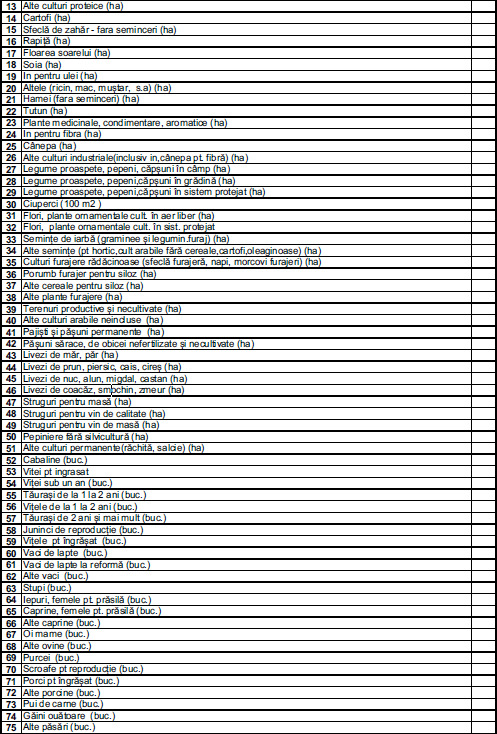 13 Alte culturi proteice (ha)
14 Cartofi (ha)
15 Sfeclă de zahăr - fara seminceri (ha)
16 Rapiță (ha)
17 Floarea soarelui (ha)
18 Soia (ha)
19 In pentru ulei (ha)
20 Altele (ricin, mac, muștar, s.a) (ha)
21 Hamei (fara seminceri) (ha)
22 Tutun (ha)
23 Plante medicinale, condimentare, aromatice (ha)
24 In pentru fibra (ha)
25 Cânepa (ha)
26 Alte culturi industriale(inclusiv in,cânepa pt. fibră) (ha)
27 Legume proaspete, pepeni, căpșuni în câmp (ha)
28 Legume proaspete, pepeni,căpșuni în grădină (ha)
29 Legume proaspete, pepeni,căpșuni în sistem protejat (ha)
30 Ciuperci (100 m2 )
31 Flori, plante ornamentale cult. în aer liber (ha)
32 Flori, plante ornamentale cult. în sist. protejat
33 Semințe de iarbă (graminee și legumin.furaj) (ha)
34 Alte semințe (pt hortic,cult arabile fără cereale,cartofi,oleaginoase) (ha)
35 Culturi furajere rădăcinoase (sfeclă furajeră, napi, morcovi furajeri) (ha)
36 Porumb furajer pentru siloz (ha)
37 Alte cereale pentru siloz (ha)
38 Alte plante furajere (ha)
39 Terenuri productive și necultivate (ha)
40 Alte culturi arabile neincluse (ha)
41 Pajiști și pășuni permanente (ha)
42 Pășuni sărace, de obicei nefertilizate și necultivate (ha)
43 Livezi de măr, păr (ha)
44 Livezi de prun, piersic, cais, cireș (ha)
45 Livezi de nuc, alun, migdal, castan (ha)
46 Livezi de coacăz, smochin, zmeur (ha)
47 Struguri pentru masă (ha)
48 Struguri pentru vin de calitate (ha)
49 Struguri pentru vin de masă (ha)
50 Pepiniere fără silvicultură (ha)
51 Alte culturi permanente(răchită, salcie) (ha)
52 Cabaline (buc.)
53 Vitei pt ingrasat
54 Viței sub un an (buc.)
55 Tăurași de la 1 la 2 ani (buc.)
56 Vițele de la 1 la 2 ani (buc.)
57 Tăurași de 2 ani și mai mult (buc.)
58 Juninci de reproducție (buc.)
59 Vițele pt îngrășat (buc.)
60 Vaci de lapte (buc.)
61 Vaci de lapte la reformă (buc.)
62 Alte vaci (buc.)
63 Stupi (buc.)
64 Iepuri, femele pt. prăsilă (buc.)
65 Caprine, femele pt. prăsilă (buc.)
66 Alte caprine (buc.)
67 Oi mame (buc.)
68 Alte ovine (buc.)
69 Purcei (buc.)
70 Scroafe pt reproducție (buc.)
71 Porci pt îngrășat (buc.)
72 Alte porcine (buc.)
73 Pui de carne (buc.)
74 Găini ouătoare (buc.)
75 Alte păsări (buc.)